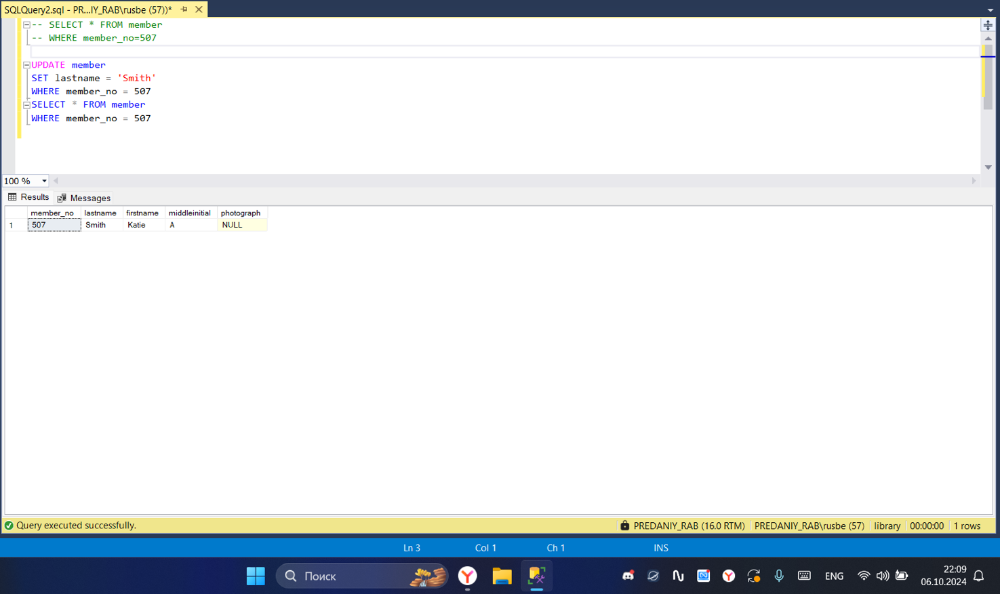 SQLQuery2.sql - PR...IY_RAB\rusbe (57))*
-- SELECT * FROM member
-- WHERE member_no=507
UPDATE member
SET lastname = 'Smith'
WHERE member_no = 507
SELECT * FROM member
WHERE member_no = 507
100 %
Results Messages
member_no lastname firstname middleinitial photograph
1 507 Smith Katie A NULL
Query executed successfully. PREDANIY_RAB (16.0 RTM) PREDANIY_RAB\rusbe (57) library 00:00:00 1 rows
Ln 3 Col 1 Ch 1 INS
Поиск ENG 22:09
06.10.2024